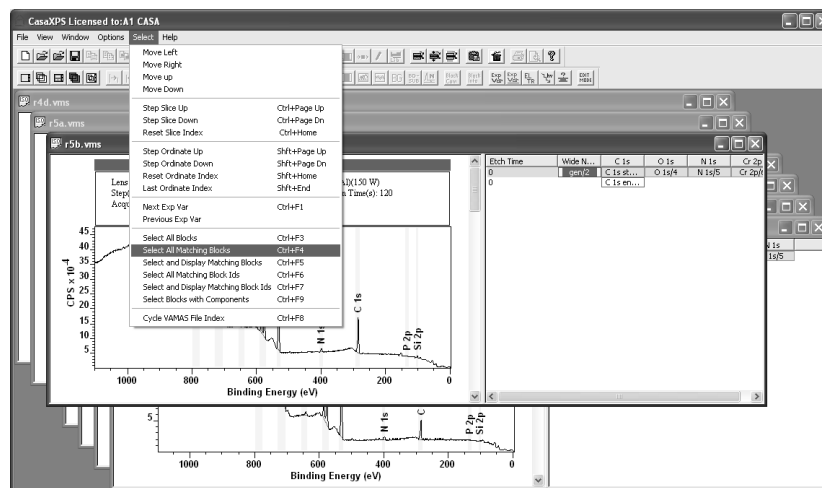 CasaXPS Licensed to:A1 CASA
File View Window Options Select Help
Move Left
Move Right
Move up
Move Down
Step Slice Up Ctrl+Page Up
Step Slice Down Ctrl+Page Dn
Reset Slice Index Ctrl+Home
Step Ordinate Up Shft+Page Up
Step Ordinate Down Shft+Page Dn
Reset Ordinate Index Shft+Home
Last Ordinate Index Shft+End
Next Exp Var Ctrl+F1
Previous Exp Var
Select All Blocks Ctrl+F3
Select All Matching Blocks Ctrl+F4
Select and Display Matching Blocks Ctrl+F5
Select All Matching Block Ids Ctrl+F6
Select and Display Matching Block Ids Ctrl+F7
Select Blocks with Components Ctrl+F9
Cycle VAMAS File Index Ctrl+F8
r4d.vms
r5a.vms
r5b.vms
Lens
(150 W)
Step(
Time(s): 120
Acqu
Etch Time Wide N... C 1s O 1s N 1s Cr 2p
0 gen/2 C 1s st... O 1s/4 N 1s/5 Cr 2p/
0 C 1s en...
N 1s
1s/5
CPS x 10-4
45
40
35
30
25
20
15
10
5
N 1s
C 1s
P 2p
Si 2p
1000 800 600 400 200 0
Binding Energy (eV)
5
N 1s
C
P 2p
Si 2p
1000 800 600 400 200 0
Binding Energy (eV)